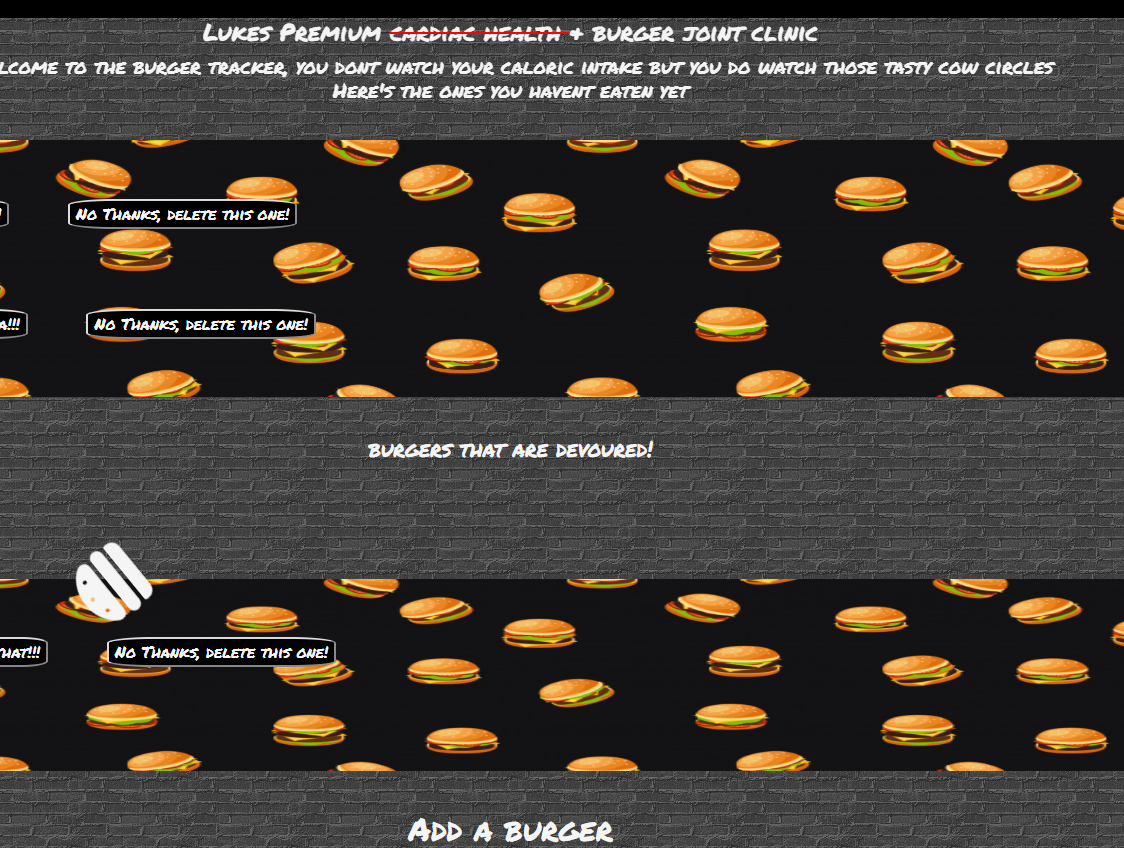 Lukes Premium cardiac health & burger joint clinic
lcome to the burger tracker, you dont watch your caloric intake but you do watch those tasty cow circles
Here's the ones you havent eaten yet
No Thanks, delete this one!
a!!! No Thanks, delete this one!
burgers that are devoured!
hat!!! No Thanks, delete this one!
Add a burger